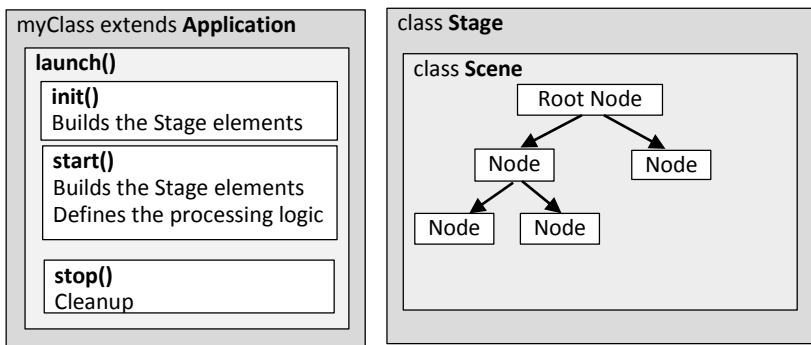 myClass extends Application
launch()
init()
Builds the Stage elements
start()
Builds the Stage elements
Defines the processing logic
stop()
Cleanup
class Stage
class Scene
Root Node
Node
Node
Node
Node